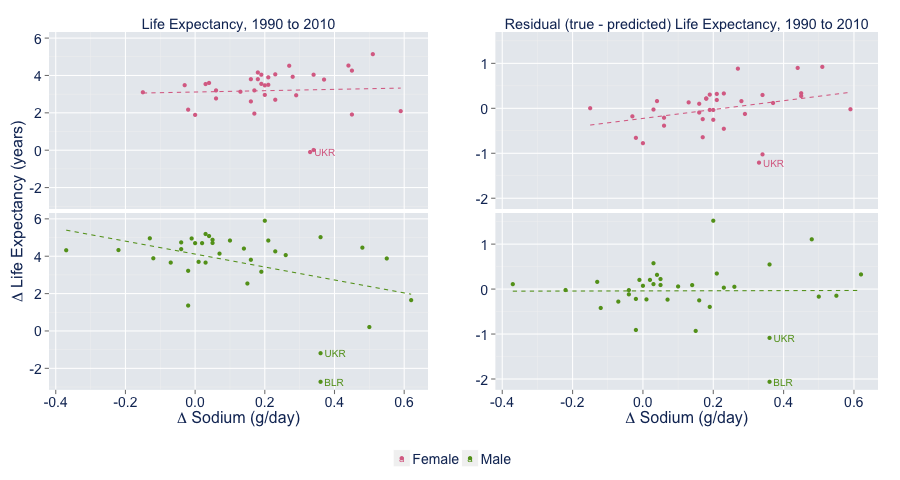 Life Expectancy, 1990 to 2010
Residual (true - predicted) Life Expectancy, 1990 to 2010
Δ Life Expectancy (years)
6
4
2
0
-2
UKR
1
0
-1
-2
UKR
6
4
2
0
-2
UKR
BLR
1
0
-1
-2
UKR
BLR
-0.4 -0.2 0.0 0.2 0.4 0.6
-0.4 -0.2 0.0 0.2 0.4 0.6
Δ Sodium (g/day)
Δ Sodium (g/day)
a Female a Male